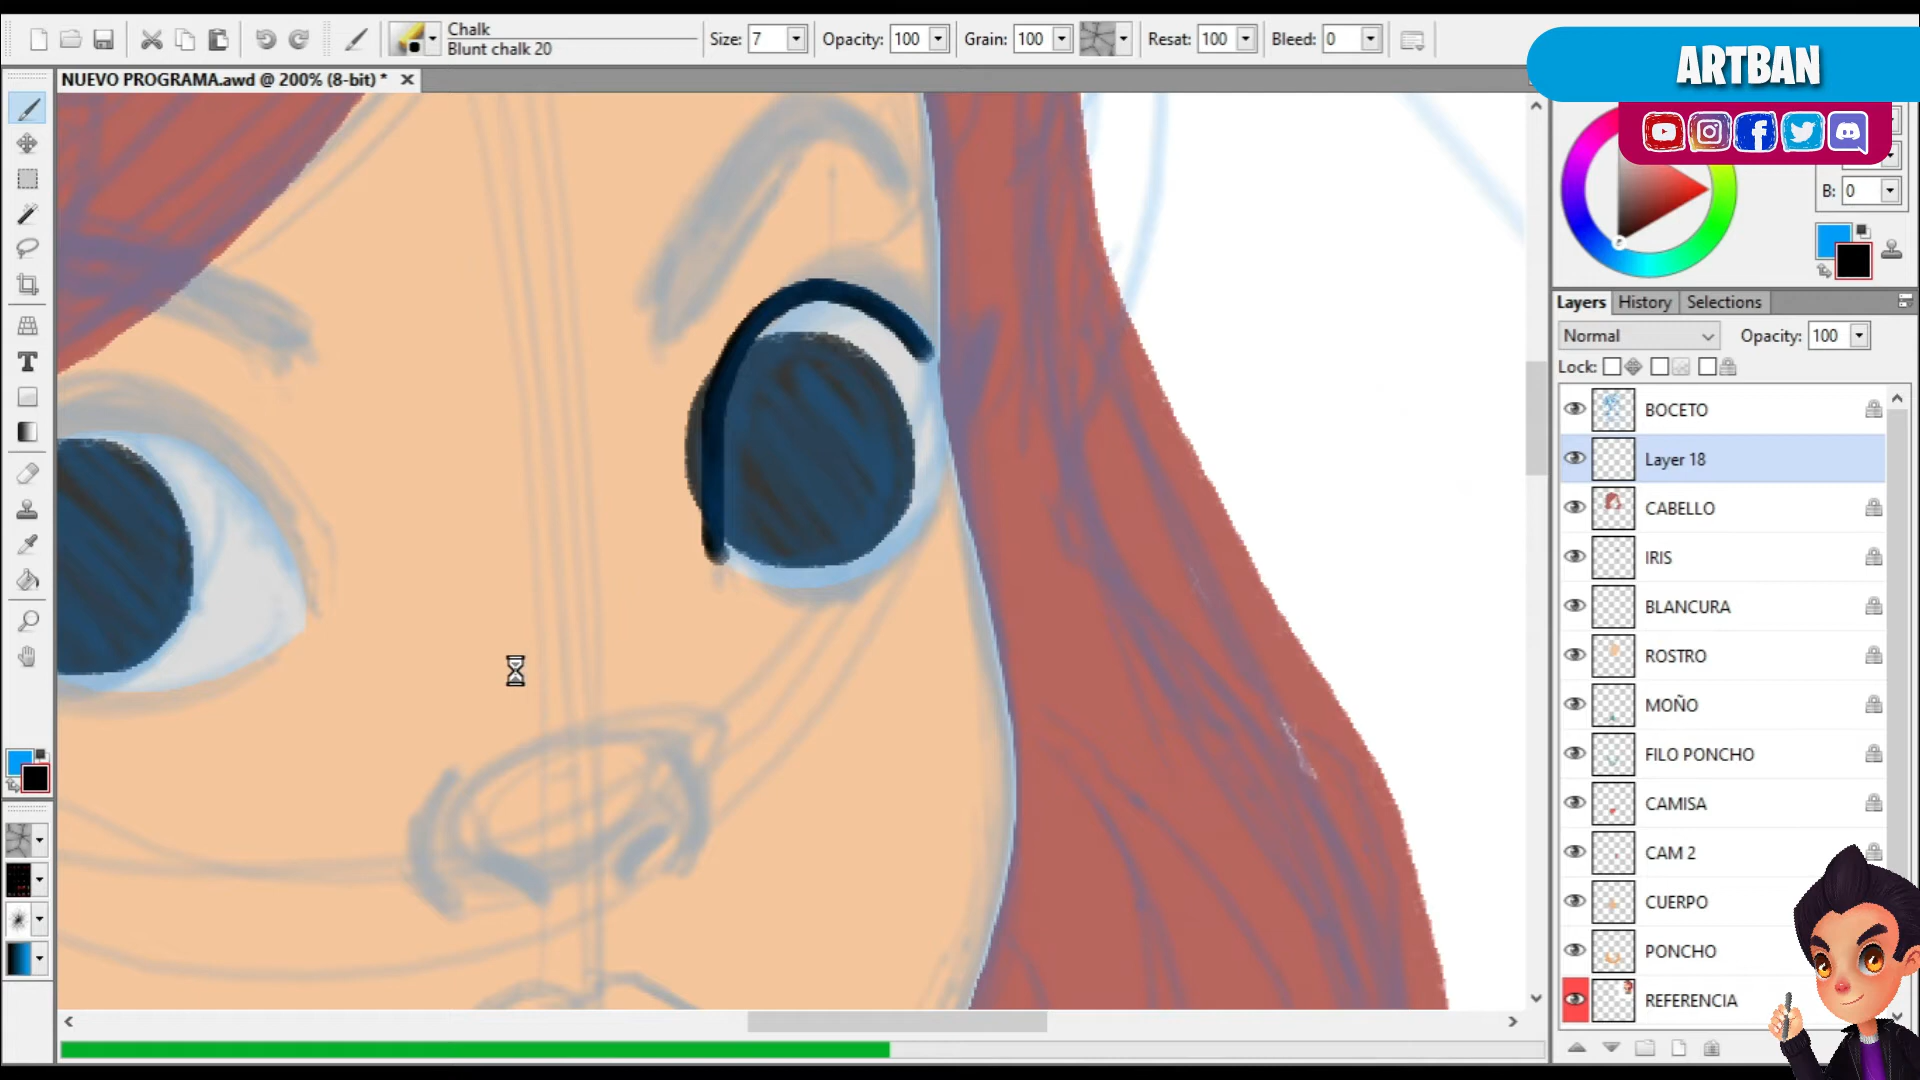 Chalk
Blunt chalk 20
Size: 7
Opacity: 100
Grain: 100
Resat: 100
Bleed: 0
ARTBAN
NUEVO PROGRAMA.awd @ 200% (8-bit) *
B: 0
Layers History Selections
Normal
Opacity: 100
Lock:
BOCETO
Layer 18
CABELLO
IRIS
BLANCURA
ROSTRO
MOÑO
FILO PONCHO
CAMISA
CAM 2
CUERPO
PONCHO
REFERENCIA